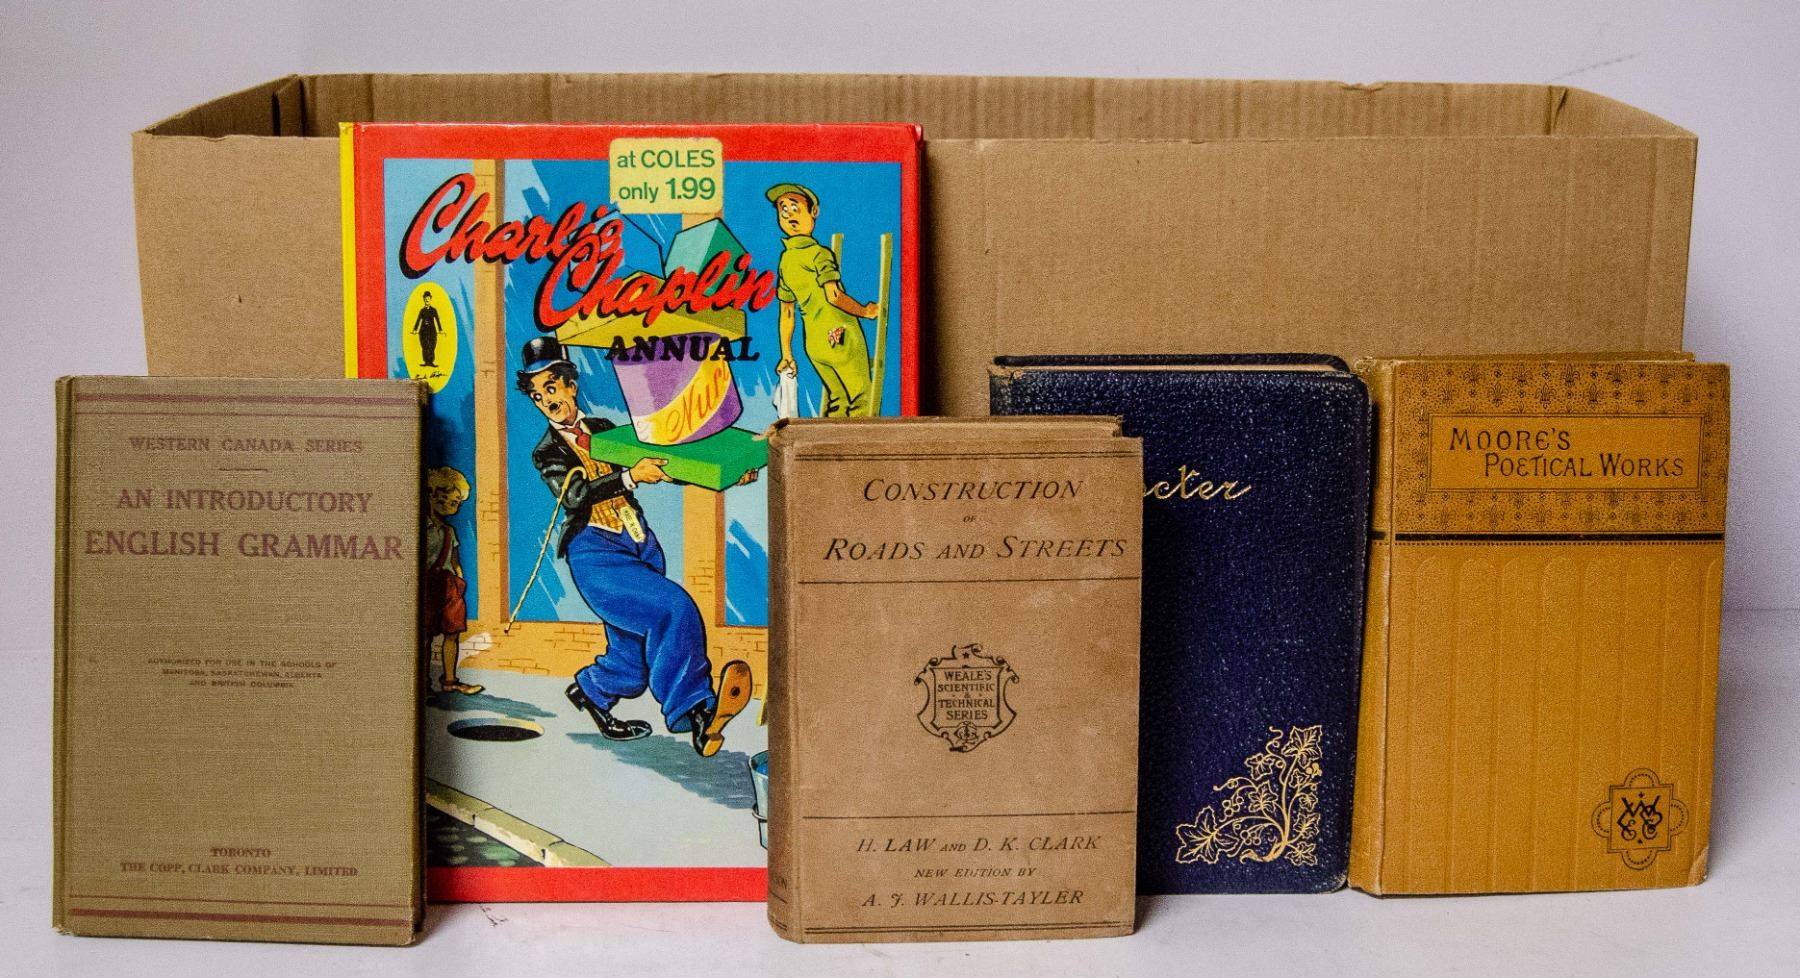 WESTERN CANADA SERIES
AN INTRODUCTORY
ENGLISH GRAMMAR
AUTHORIZED FOR USE IN THE SCHOOLS OF
MANITOBA, SASKATCHEWAN, ALBERTA
AND BRITISH COLUMBIA
TORONTO
THE COPP, CLARK COMPANY, LIMITED
at COLES
only 1.99
Charlie
Chaplin
ANNUAL
CONSTRUCTION
OF
ROADS AND STREETS
WEALE'S
SCIENTIFIC
&
TECHNICAL
SERIES
H. LAW AND D. K. CLARK
NEW EDITION BY
A. J. WALLIS-TAYLER
cter
MOORE'S
POETICAL WORKS